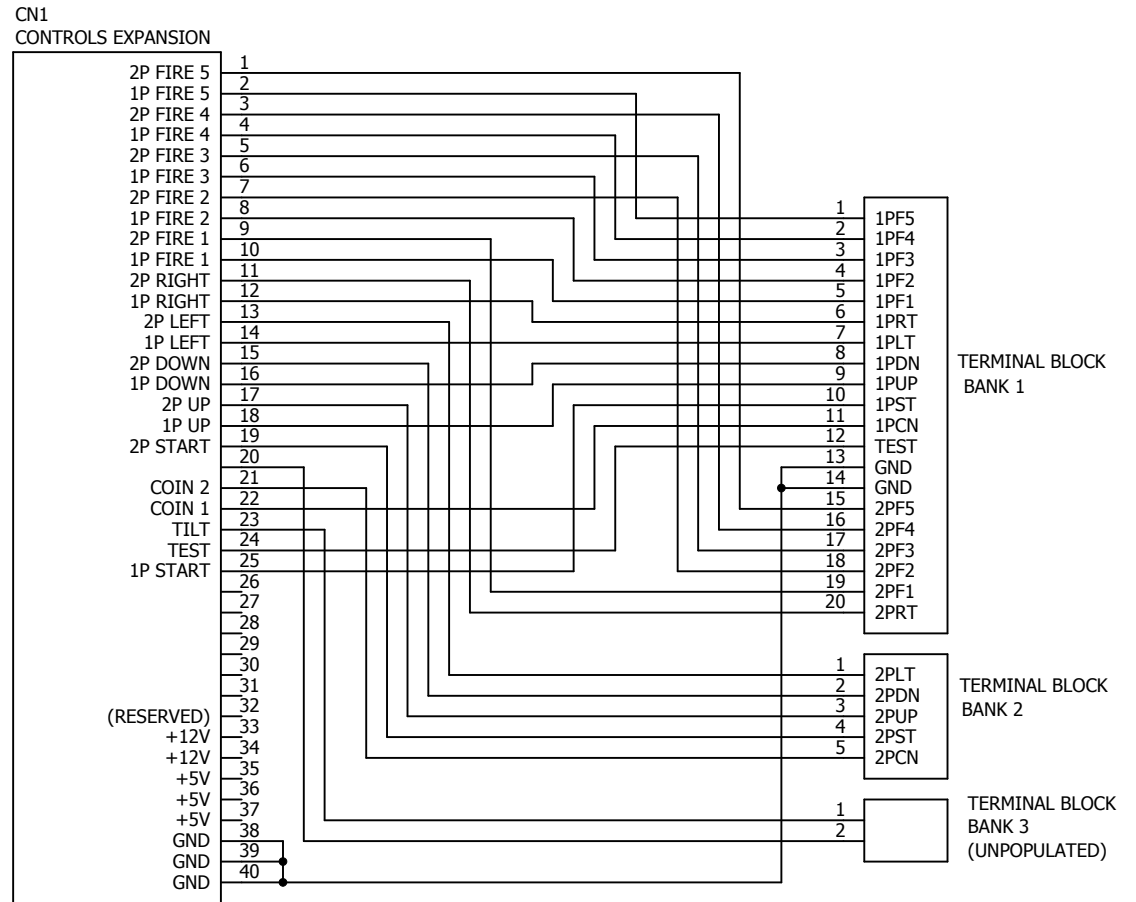 CN1
CONTROLS EXPANSION
2P FIRE 5 1
1P FIRE 5 2
2P FIRE 4 3
1P FIRE 4 4
2P FIRE 3 5
1P FIRE 3 6
2P FIRE 2 7
1P FIRE 2 8
2P FIRE 1 9
1P FIRE 1 10
2P RIGHT 11
1P RIGHT 12
2P LEFT 13
1P LEFT 14
2P DOWN 15
1P DOWN 16
2P UP 17
1P UP 18
2P START 19
20
COIN 2 21
COIN 1 22
TILT 23
TEST 24
1P START 25
26
27
28
29
30
31
(RESERVED) 32
+12V 33
+12V 34
+5V 35
+5V 36
+5V 37
GND 38
GND 39
GND 40
1 1PF5
2 1PF4
3 1PF3
4 1PF2
5 1PF1
6 1PRT
7 1PLT
8 1PDN
9 1PUP
10 1PST
11 1PCN
12 TEST
13 GND
14 GND
15 2PF5
16 2PF4
17 2PF3
18 2PF2
19 2PF1
20 2PRT
TERMINAL BLOCK
BANK 1
1 2PLT
2 2PDN
3 2PUP
4 2PST
5 2PCN
TERMINAL BLOCK
BANK 2
1
2
TERMINAL BLOCK
BANK 3
(UNPOPULATED)